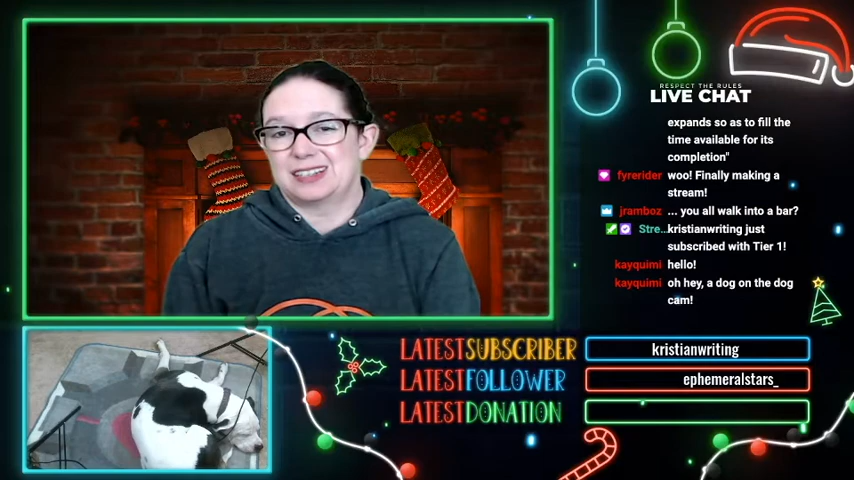 RESPECT THE RULES
LIVE CHAT
expands so as to fill the
time available for its
completion"
fyrerider woo! Finally making a
stream!
jramboz ... you all walk into a bar?
Stre... kristianwriting just
subscribed with Tier 1!
kayquimi hello!
kayquimi oh hey, a dog on the dog
cam!
LATESTSUBSCRIBER kristianwriting
LATESTFOLLOWER ephemeralstars_
LATESTDONATION